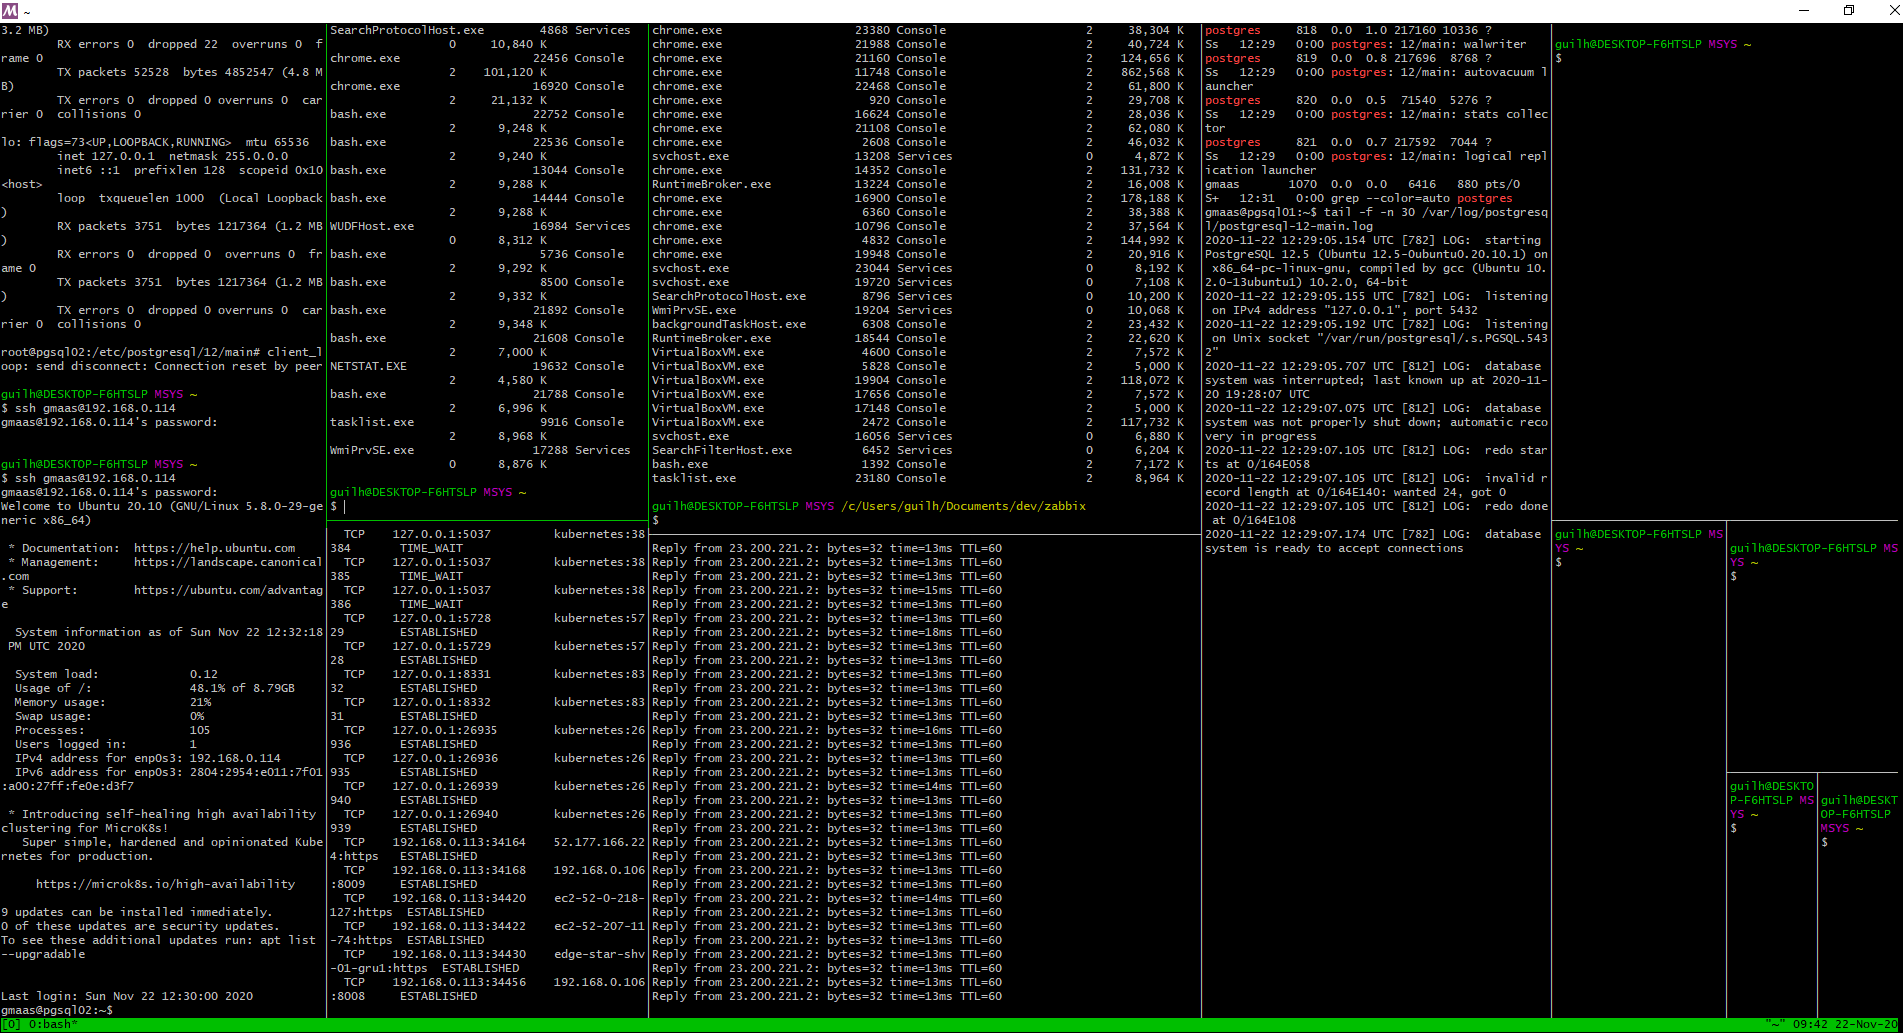 ~
3.2 MB)
        RX errors 0  dropped 22  overruns 0  f
rame 0
        TX packets 52528  bytes 4852547 (4.8 M
B)
        TX errors 0  dropped 0 overruns 0  car
rier 0  collisions 0
lo: flags=73<UP,LOOPBACK,RUNNING>  mtu 65536
        inet 127.0.0.1  netmask 255.0.0.0
        inet6 ::1  prefixlen 128  scopeid 0x10
<host>
        loop  txqueuelen 1000  (Local Loopback
)
        RX packets 3751  bytes 1217364 (1.2 MB
)
        RX errors 0  dropped 0  overruns 0  fr
ame 0
        TX packets 3751  bytes 1217364 (1.2 MB
)
        TX errors 0  dropped 0 overruns 0  car
rier 0  collisions 0
root@pgsql02:/etc/postgresql/12/main# client_l
oop: send disconnect: Connection reset by peer
guilh@DESKTOP-F6HTSLP MSYS ~
$ ssh gmaas@192.168.0.114
gmaas@192.168.0.114's password:
guilh@DESKTOP-F6HTSLP MSYS ~
$ ssh gmaas@192.168.0.114
gmaas@192.168.0.114's password:
Welcome to Ubuntu 20.10 (GNU/Linux 5.8.0-29-ge
neric x86_64)
 * Documentation:  https://help.ubuntu.com
 * Management:     https://landscape.canonical
.com
 * Support:        https://ubuntu.com/advantag
e
  System information as of Sun Nov 22 12:32:18
 PM UTC 2020
  System load:             0.12
  Usage of /:              48.1% of 8.79GB
  Memory usage:            21%
  Swap usage:              0%
  Processes:               105
  Users logged in:         1
  IPv4 address for enp0s3: 192.168.0.114
  IPv6 address for enp0s3: 2804:2954:e011:7f01
:a00:27ff:fe0e:d3f7
 * Introducing self-healing high availability
clustering for MicroK8s!
   Super simple, hardened and opinionated Kube
rnetes for production.
     https://microk8s.io/high-availability
9 updates can be installed immediately.
0 of these updates are security updates.
To see these additional updates run: apt list
--upgradable
Last login: Sun Nov 22 12:30:00 2020
gmaas@pgsql02:~$
SearchProtocolHost.exe        4868 Services
                 0     10,840 K
chrome.exe                   22456 Console
                 2    101,120 K
chrome.exe                   16920 Console
                 2     21,132 K
bash.exe                     22752 Console
                 2      9,248 K
bash.exe                     22536 Console
                 2      9,240 K
bash.exe                     13044 Console
                 2      9,288 K
bash.exe                     14444 Console
                 2      9,288 K
WUDFHost.exe                 16984 Services
                 0      8,312 K
bash.exe                      5736 Console
                 2      9,292 K
bash.exe                      8500 Console
                 2      9,332 K
bash.exe                     21892 Console
                 2      9,348 K
bash.exe                     21608 Console
                 2      7,000 K
NETSTAT.EXE                  19632 Console
                 2      4,580 K
bash.exe                     21788 Console
                 2      6,996 K
tasklist.exe                  9916 Console
                 2      8,968 K
WmiPrvSE.exe                 17288 Services
                 0      8,876 K
guilh@DESKTOP-F6HTSLP MSYS ~
$
  TCP    127.0.0.1:5037         kubernetes:38
384       TIME_WAIT
  TCP    127.0.0.1:5037         kubernetes:38
385       TIME_WAIT
  TCP    127.0.0.1:5037         kubernetes:38
386       TIME_WAIT
  TCP    127.0.0.1:5728         kubernetes:57
29        ESTABLISHED
  TCP    127.0.0.1:5729         kubernetes:57
28        ESTABLISHED
  TCP    127.0.0.1:8331         kubernetes:83
32        ESTABLISHED
  TCP    127.0.0.1:8332         kubernetes:83
31        ESTABLISHED
  TCP    127.0.0.1:26935        kubernetes:26
936       ESTABLISHED
  TCP    127.0.0.1:26936        kubernetes:26
935       ESTABLISHED
  TCP    127.0.0.1:26939        kubernetes:26
940       ESTABLISHED
  TCP    127.0.0.1:26940        kubernetes:26
939       ESTABLISHED
  TCP    192.168.0.113:34164    52.177.166.22
4:https   ESTABLISHED
  TCP    192.168.0.113:34168    192.168.0.106
:8009     ESTABLISHED
  TCP    192.168.0.113:34420    ec2-52-0-218-
127:https  ESTABLISHED
  TCP    192.168.0.113:34422    ec2-52-207-11
-74:https  ESTABLISHED
  TCP    192.168.0.113:34430    edge-star-shv
-01-gru1:https  ESTABLISHED
  TCP    192.168.0.113:34456    192.168.0.106
:8008     ESTABLISHED
chrome.exe                   23380 Console                    2     38,304 K
chrome.exe                   21988 Console                    2     40,724 K
chrome.exe                   21160 Console                    2    124,656 K
chrome.exe                   11748 Console                    2    862,568 K
chrome.exe                   22468 Console                    2     61,800 K
chrome.exe                     920 Console                    2     29,708 K
chrome.exe                   16624 Console                    2     28,036 K
chrome.exe                   21108 Console                    2     62,080 K
chrome.exe                    2608 Console                    2     46,032 K
svchost.exe                  13208 Services                   0      4,872 K
chrome.exe                   14352 Console                    2    131,732 K
RuntimeBroker.exe            13224 Console                    2     16,008 K
chrome.exe                   16900 Console                    2    178,188 K
chrome.exe                    6360 Console                    2     38,388 K
chrome.exe                   10796 Console                    2     37,564 K
chrome.exe                    4832 Console                    2    144,992 K
chrome.exe                   19948 Console                    2     20,916 K
svchost.exe                  23044 Services                   0      8,192 K
svchost.exe                  19720 Services                   0      7,108 K
SearchProtocolHost.exe        8796 Services                   0     10,200 K
WmiPrvSE.exe                 19204 Services                   0     10,068 K
backgroundTaskHost.exe        6308 Console                    2     23,432 K
RuntimeBroker.exe            18544 Console                    2     22,620 K
VirtualBoxVM.exe              4600 Console                    2      7,572 K
VirtualBoxVM.exe              5828 Console                    2      5,000 K
VirtualBoxVM.exe             19904 Console                    2    118,072 K
VirtualBoxVM.exe             17656 Console                    2      7,572 K
VirtualBoxVM.exe             17148 Console                    2      5,000 K
VirtualBoxVM.exe              2472 Console                    2    117,732 K
svchost.exe                  16056 Services                   0      6,880 K
SearchFilterHost.exe          6452 Services                   0      6,204 K
bash.exe                      1392 Console                    2      7,172 K
tasklist.exe                 23180 Console                    2      8,964 K
guilh@DESKTOP-F6HTSLP MSYS /c/Users/guilh/Documents/dev/zabbix
$
Reply from 23.200.221.2: bytes=32 time=13ms TTL=60
Reply from 23.200.221.2: bytes=32 time=13ms TTL=60
Reply from 23.200.221.2: bytes=32 time=13ms TTL=60
Reply from 23.200.221.2: bytes=32 time=15ms TTL=60
Reply from 23.200.221.2: bytes=32 time=13ms TTL=60
Reply from 23.200.221.2: bytes=32 time=13ms TTL=60
Reply from 23.200.221.2: bytes=32 time=18ms TTL=60
Reply from 23.200.221.2: bytes=32 time=13ms TTL=60
Reply from 23.200.221.2: bytes=32 time=13ms TTL=60
Reply from 23.200.221.2: bytes=32 time=13ms TTL=60
Reply from 23.200.221.2: bytes=32 time=13ms TTL=60
Reply from 23.200.221.2: bytes=32 time=13ms TTL=60
Reply from 23.200.221.2: bytes=32 time=13ms TTL=60
Reply from 23.200.221.2: bytes=32 time=16ms TTL=60
Reply from 23.200.221.2: bytes=32 time=13ms TTL=60
Reply from 23.200.221.2: bytes=32 time=13ms TTL=60
Reply from 23.200.221.2: bytes=32 time=13ms TTL=60
Reply from 23.200.221.2: bytes=32 time=14ms TTL=60
Reply from 23.200.221.2: bytes=32 time=13ms TTL=60
Reply from 23.200.221.2: bytes=32 time=13ms TTL=60
Reply from 23.200.221.2: bytes=32 time=13ms TTL=60
Reply from 23.200.221.2: bytes=32 time=13ms TTL=60
Reply from 23.200.221.2: bytes=32 time=13ms TTL=60
Reply from 23.200.221.2: bytes=32 time=13ms TTL=60
Reply from 23.200.221.2: bytes=32 time=13ms TTL=60
Reply from 23.200.221.2: bytes=32 time=14ms TTL=60
Reply from 23.200.221.2: bytes=32 time=13ms TTL=60
Reply from 23.200.221.2: bytes=32 time=13ms TTL=60
Reply from 23.200.221.2: bytes=32 time=13ms TTL=60
Reply from 23.200.221.2: bytes=32 time=13ms TTL=60
Reply from 23.200.221.2: bytes=32 time=13ms TTL=60
Reply from 23.200.221.2: bytes=32 time=13ms TTL=60
Reply from 23.200.221.2: bytes=32 time=13ms TTL=60
postgres     818  0.0  1.0 217160 10336 ?
Ss   12:29   0:00 postgres: 12/main: walwriter
postgres     819  0.0  0.8 217696  8768 ?
Ss   12:29   0:00 postgres: 12/main: autovacuum l
auncher
postgres     820  0.0  0.5  71540  5276 ?
Ss   12:29   0:00 postgres: 12/main: stats collec
tor
postgres     821  0.0  0.7 217592  7044 ?
Ss   12:29   0:00 postgres: 12/main: logical repl
ication launcher
gmaas       1070  0.0  0.0   6416   880 pts/0
S+   12:31   0:00 grep --color=auto postgres
gmaas@pgsql01:~$ tail -f -n 30 /var/log/postgresq
l/postgresql-12-main.log
2020-11-22 12:29:05.154 UTC [782] LOG:  starting
PostgreSQL 12.5 (Ubuntu 12.5-0ubuntu0.20.10.1) on
 x86_64-pc-linux-gnu, compiled by gcc (Ubuntu 10.
2.0-13ubuntu1) 10.2.0, 64-bit
2020-11-22 12:29:05.155 UTC [782] LOG:  listening
 on IPv4 address "127.0.0.1", port 5432
2020-11-22 12:29:05.192 UTC [782] LOG:  listening
 on Unix socket "/var/run/postgresql/.s.PGSQL.543
2"
2020-11-22 12:29:05.707 UTC [812] LOG:  database
system was interrupted; last known up at 2020-11-
20 19:28:07 UTC
2020-11-22 12:29:07.075 UTC [812] LOG:  database
system was not properly shut down; automatic reco
very in progress
2020-11-22 12:29:07.105 UTC [812] LOG:  redo star
ts at 0/164E058
2020-11-22 12:29:07.105 UTC [812] LOG:  invalid r
ecord length at 0/164E140: wanted 24, got 0
2020-11-22 12:29:07.105 UTC [812] LOG:  redo done
 at 0/164E108
2020-11-22 12:29:07.174 UTC [782] LOG:  database
system is ready to accept connections
guilh@DESKTOP-F6HTSLP MSYS ~
$
guilh@DESKTOP-F6HTSLP MS
YS ~
$
guilh@DESKTOP-F6HTSLP MS
YS ~
$
guilh@DESKTO
P-F6HTSLP MS
YS ~
$
guilh@DESKT
OP-F6HTSLP
MSYS ~
$
[0] 0:bash*
"~" 09:42 22-Nov-20